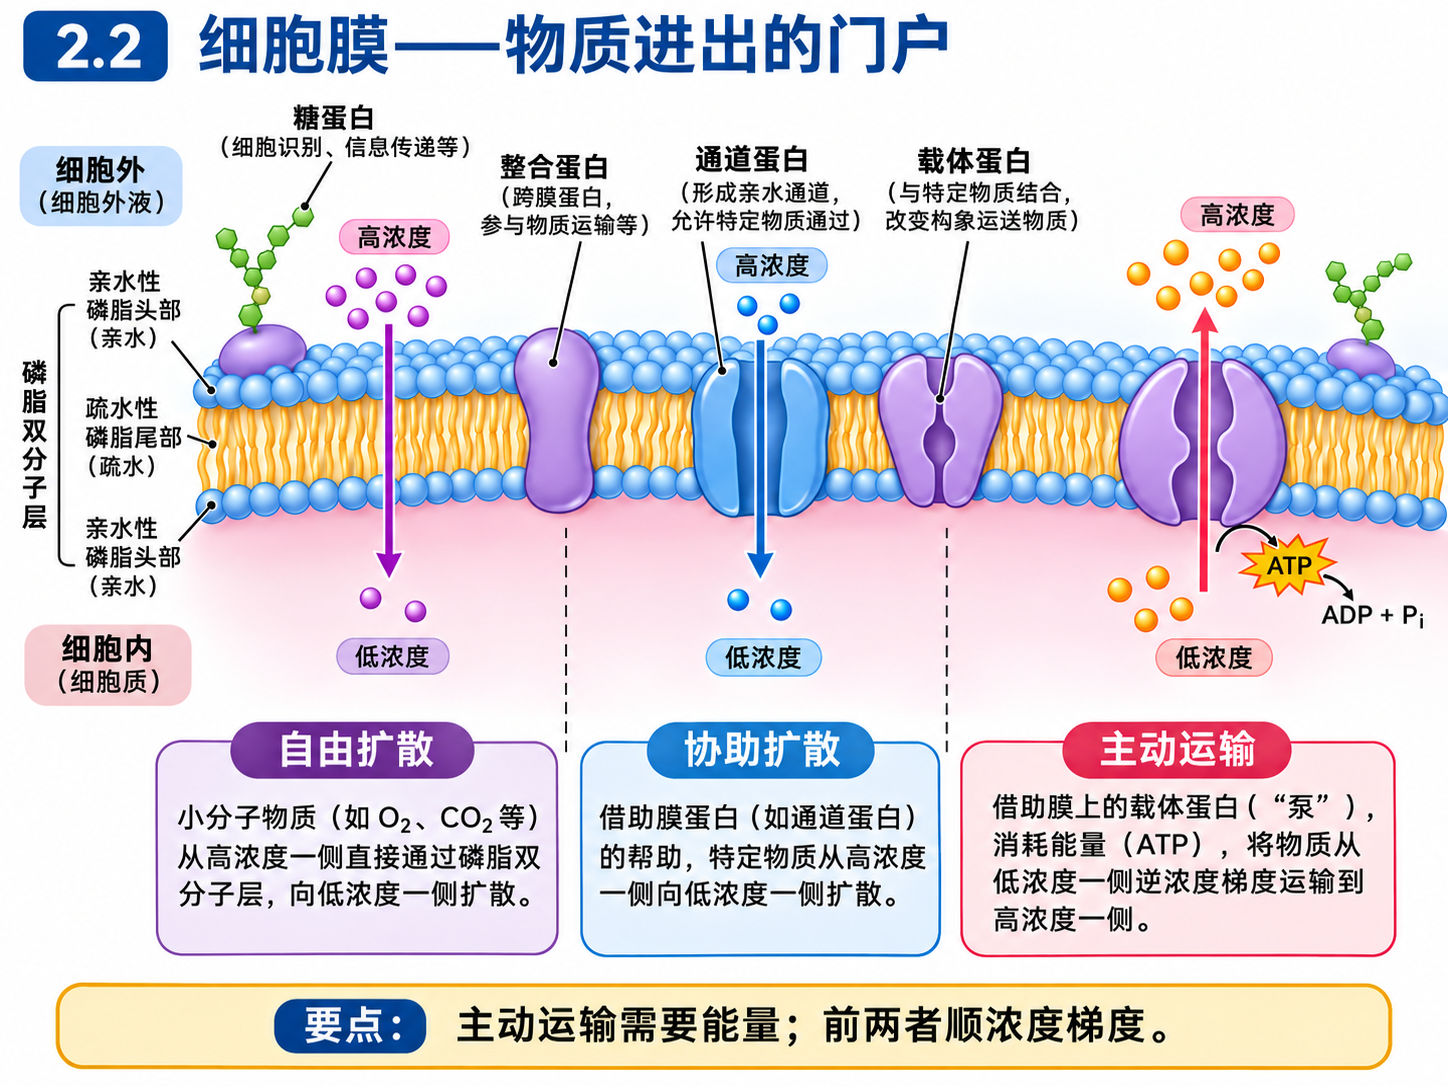 2.2 细胞膜——物质进出的门户
糖蛋白
（细胞识别、信息传递等）
细胞外
（细胞外液）
整合蛋白
（跨膜蛋白，
参与物质运输等）
通道蛋白
（形成亲水通道，
允许特定物质通过）
载体蛋白
（与特定物质结合，
改变构象运送物质）
高浓度
高浓度
高浓度
磷脂双分子层
亲水性
磷脂头部
（亲水）
疏水性
磷脂尾部
（疏水）
亲水性
磷脂头部
（亲水）
ATP
ADP + Pi
细胞内
（细胞质）
低浓度
低浓度
低浓度
自由扩散
小分子物质（如 O₂、CO₂ 等）
从高浓度一侧直接通过磷脂双
分子层，向低浓度一侧扩散。
协助扩散
借助膜蛋白（如通道蛋白）
的帮助，特定物质从高浓度
一侧向低浓度一侧扩散。
主动运输
借助膜上的载体蛋白（“泵”），
消耗能量（ATP），将物质从
低浓度一侧逆浓度梯度运输到
高浓度一侧。
要点： 主动运输需要能量；前两者顺浓度梯度。